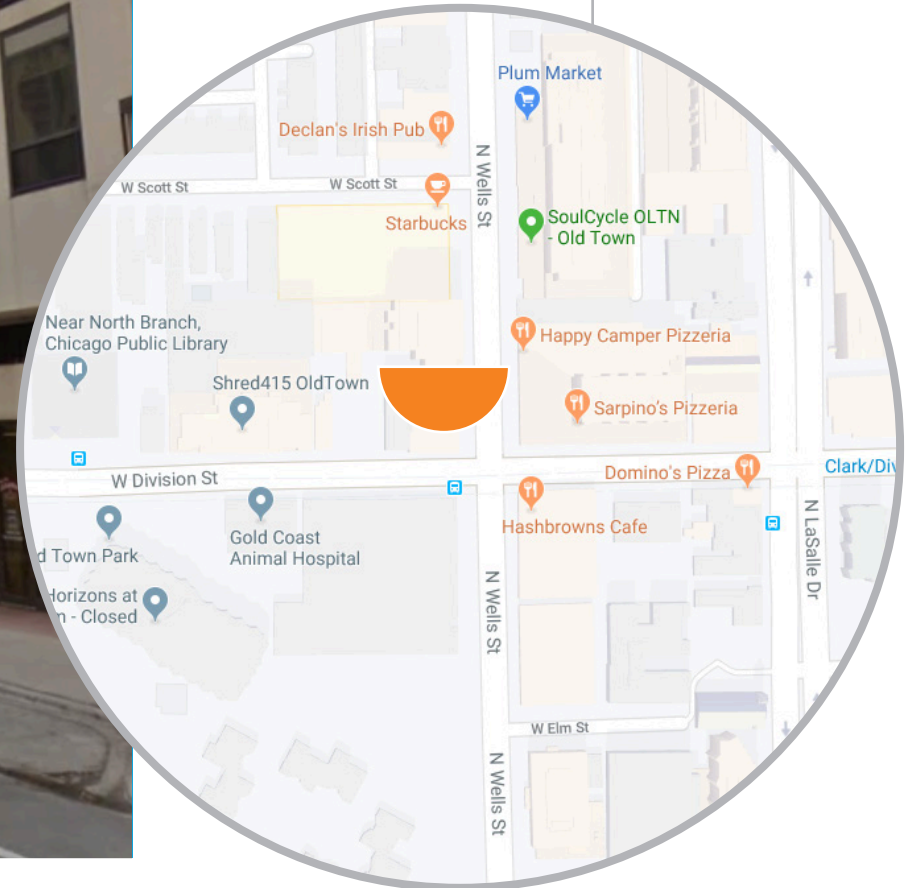 Plum Market
Declan's Irish Pub
N Wells St
W Scott St
W Scott St
Starbucks
SoulCycle OLTN
- Old Town
Near North Branch,
Chicago Public Library
Happy Camper Pizzeria
Shred415 OldTown
Sarpino's Pizzeria
W Division St
Domino's Pizza
Clark/Div
Hashbrowns Cafe
Gold Coast
Animal Hospital
N LaSalle Dr
d Town Park
Horizons at
n - Closed
N Wells St
W Elm St
N Wells St